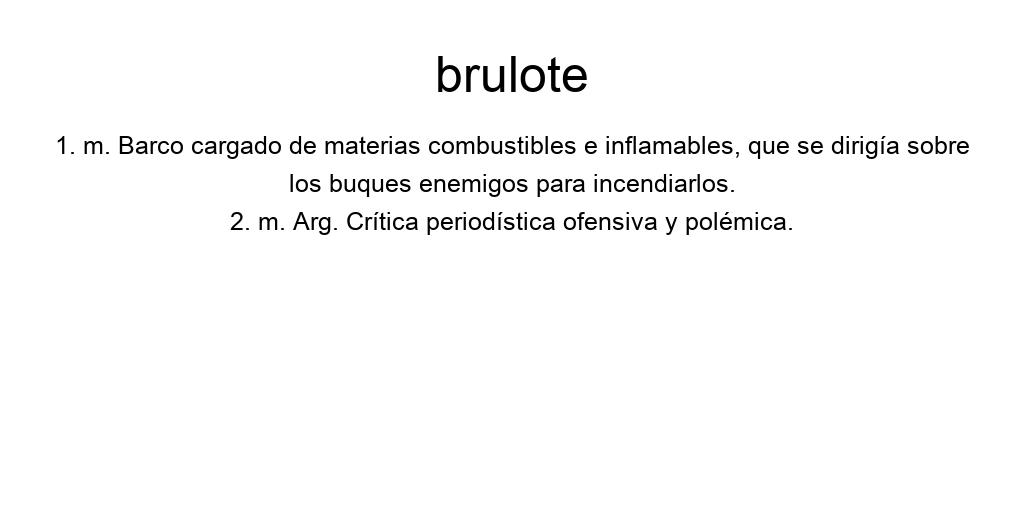 brulote
1. m. Barco cargado de materias combustibles e inflamables, que se dirigía sobre
los buques enemigos para incendiarlos.
2. m. Arg. Crítica periodística ofensiva y polémica.